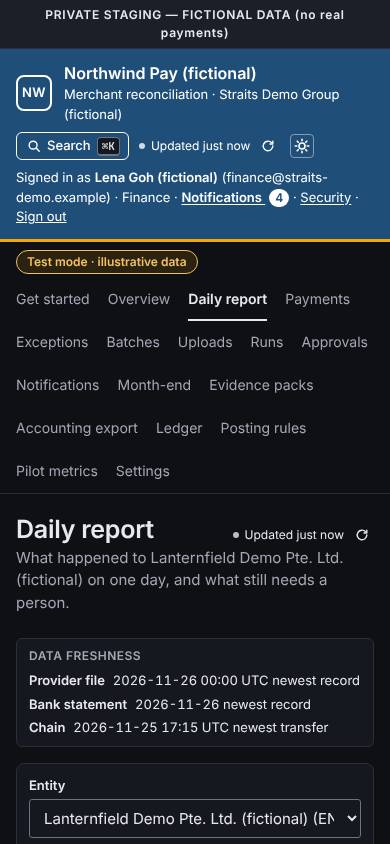 PRIVATE STAGING — FICTIONAL DATA (no real
payments)
NW
Northwind Pay (fictional)
Merchant reconciliation · Straits Demo Group
(fictional)
Search ⌘K
Updated just now
Signed in as Lena Goh (fictional) (finance@straits-
demo.example) · Finance · Notifications 4 · Security ·
Sign out
Test mode · illustrative data
Get started Overview Daily report Payments
Exceptions Batches Uploads Runs Approvals
Notifications Month-end Evidence packs
Accounting export Ledger Posting rules
Pilot metrics Settings
Daily report
Updated just now
What happened to Lanternfield Demo Pte. Ltd.
(fictional) on one day, and what still needs a
person.
DATA FRESHNESS
Provider file 2026-11-26 00:00 UTC newest record
Bank statement 2026-11-26 newest record
Chain 2026-11-25 17:15 UTC newest transfer
Entity
Lanternfield Demo Pte. Ltd. (fictional) (EN